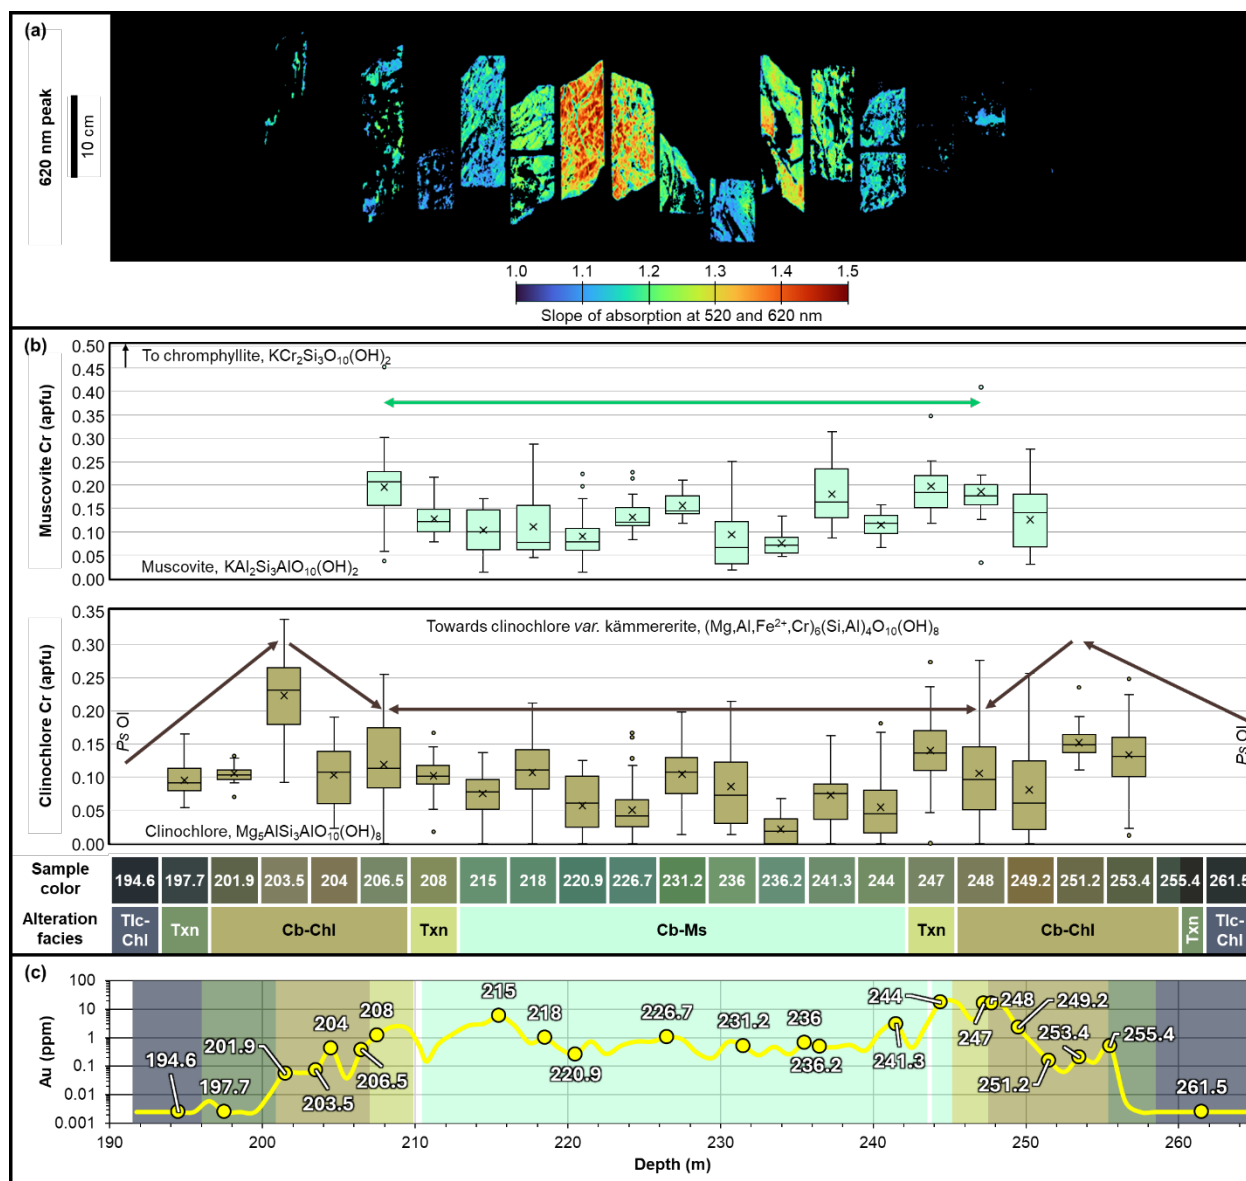 (a)
620 nm peak
10 cm
1.0 1.1 1.2 1.3 1.4 1.5
Slope of absorption at 520 and 620 nm
(b)
Muscovite Cr (apfu)
0.50
0.45
0.40
0.35
0.30
0.25
0.20
0.15
0.10
0.05
0.00
To chromphyllite, KCr₂Si₃O₁₀(OH)₂
Muscovite, KAl₂Si₃AlO₁₀(OH)₂
Clinochlore Cr (apfu)
0.35
0.30
0.25
0.20
0.15
0.10
0.05
0.00
Towards clinochlore var. kämmererite, (Mg,Al,Fe²⁺,Cr)₆(Si,Al)₄O₁₀(OH)₈
Ps Ol
Ps Ol
Clinochlore, Mg₅AlSi₃AlO₁₀(OH)₈
Sample color
194.6 197.7 201.9 203.5 204 206.5 208 215 218 220.9 226.7 231.2 236 236.2 241.3 244 247 248 249.2 251.2 253.4 255.4 261.5
Alteration facies
Tlc-Chl Txn Cb-Chl Txn Cb-Ms Txn Cb-Chl Txn Tlc-Chl
(c)
Au (ppm)
100
10
1
0.1
0.01
0.001
194.6
197.7
201.9
203.5
204
206.5
208
215
218
220.9
226.7
231.2
236
236.2
241.3
244
247
248
249.2
251.2
253.4
255.4
261.5
190 200 210 220 230 240 250 260
Depth (m)